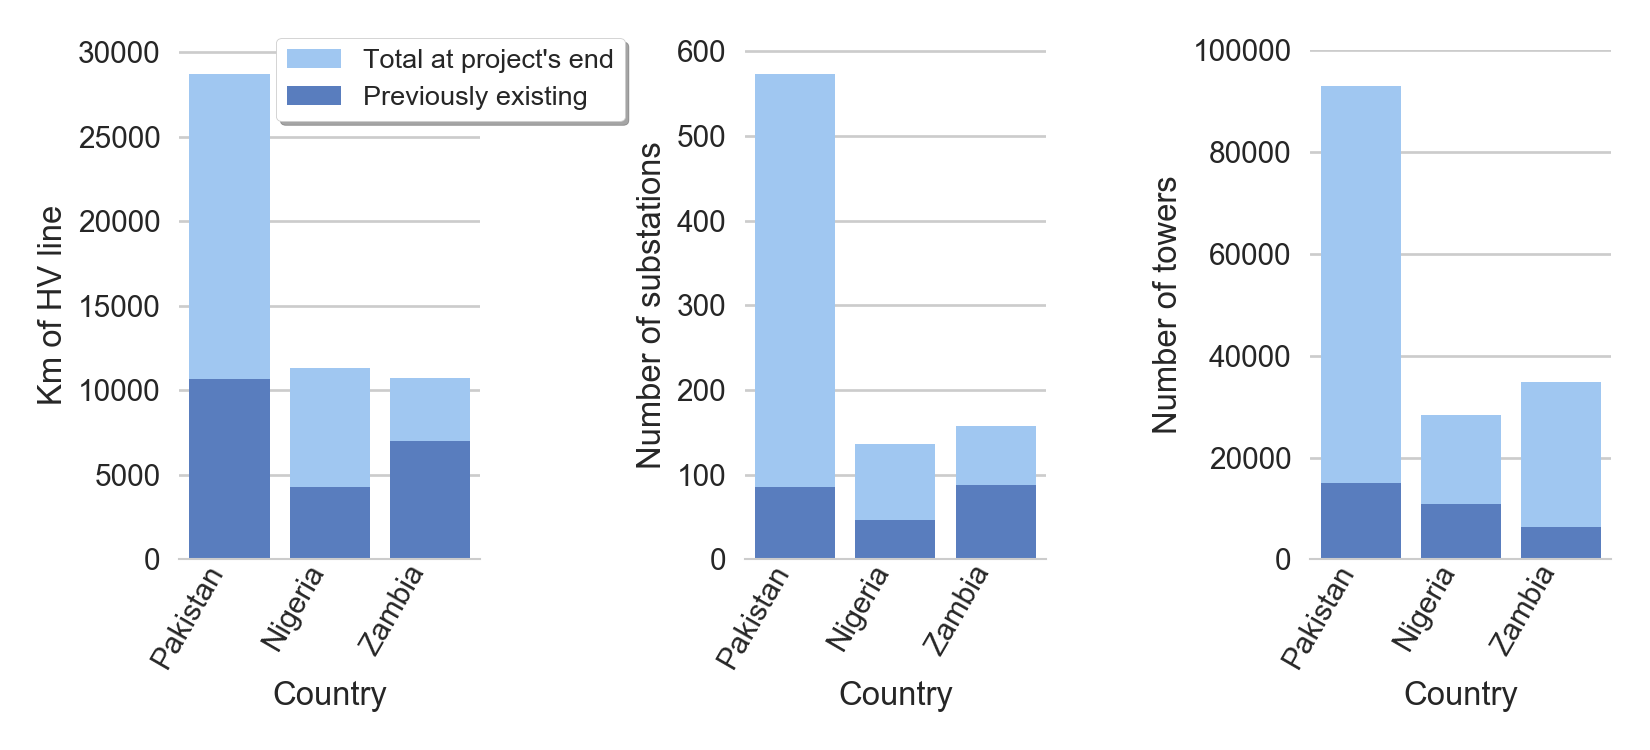 Km of HV line
30000
25000
20000
15000
10000
5000
0
Total at project's end
Previously existing
Pakistan
Nigeria
Zambia
Country
Number of substations
600
500
400
300
200
100
0
Pakistan
Nigeria
Zambia
Country
Number of towers
100000
80000
60000
40000
20000
0
Pakistan
Nigeria
Zambia
Country